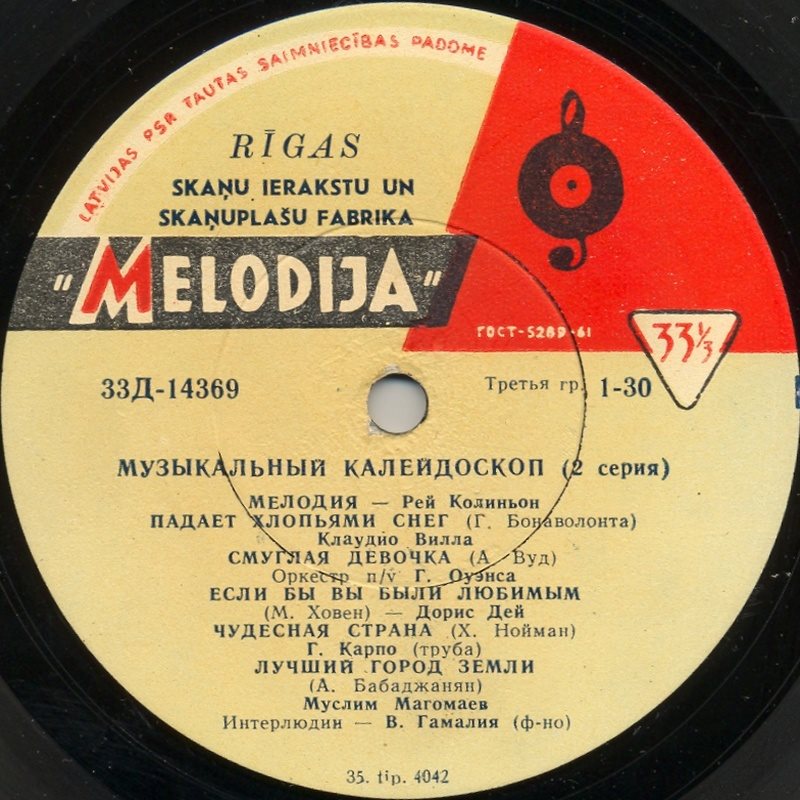 LATVIJAS PSR TAUTAS SAIMNIECĪBAS PADOME
RĪGAS
SKAŅU IERAKSTU UN
SKAŅUPLAŠU FABRIKA
"MELODIJA"
ГОСТ-5289-61
33⅓
33Д-14369
Третья гр. 1-30
МУЗЫКАЛЬНЫЙ КАЛЕЙДОСКОП (2 серия)
МЕЛОДИЯ — Рей Колиньон
ПАДАЕТ ХЛОПЬЯМИ СНЕГ (Г. Бонаволонта)
Клаудио Вилла
СМУГЛАЯ ДЕВОЧКА (А. Вуд)
Оркестр п/у Г. Оуэнса
ЕСЛИ БЫ ВЫ БЫЛИ ЛЮБИМЫМ
(М. Ховен) — Дорис Дей
ЧУДЕСНАЯ СТРАНА (Х. Нойман)
Г. Карпо (труба)
ЛУЧШИЙ ГОРОД ЗЕМЛИ
(А. Бабаджанян)
Муслим Магомаев
Интерлюдин — В. Гамалия (ф-но)
35. tip. 4042